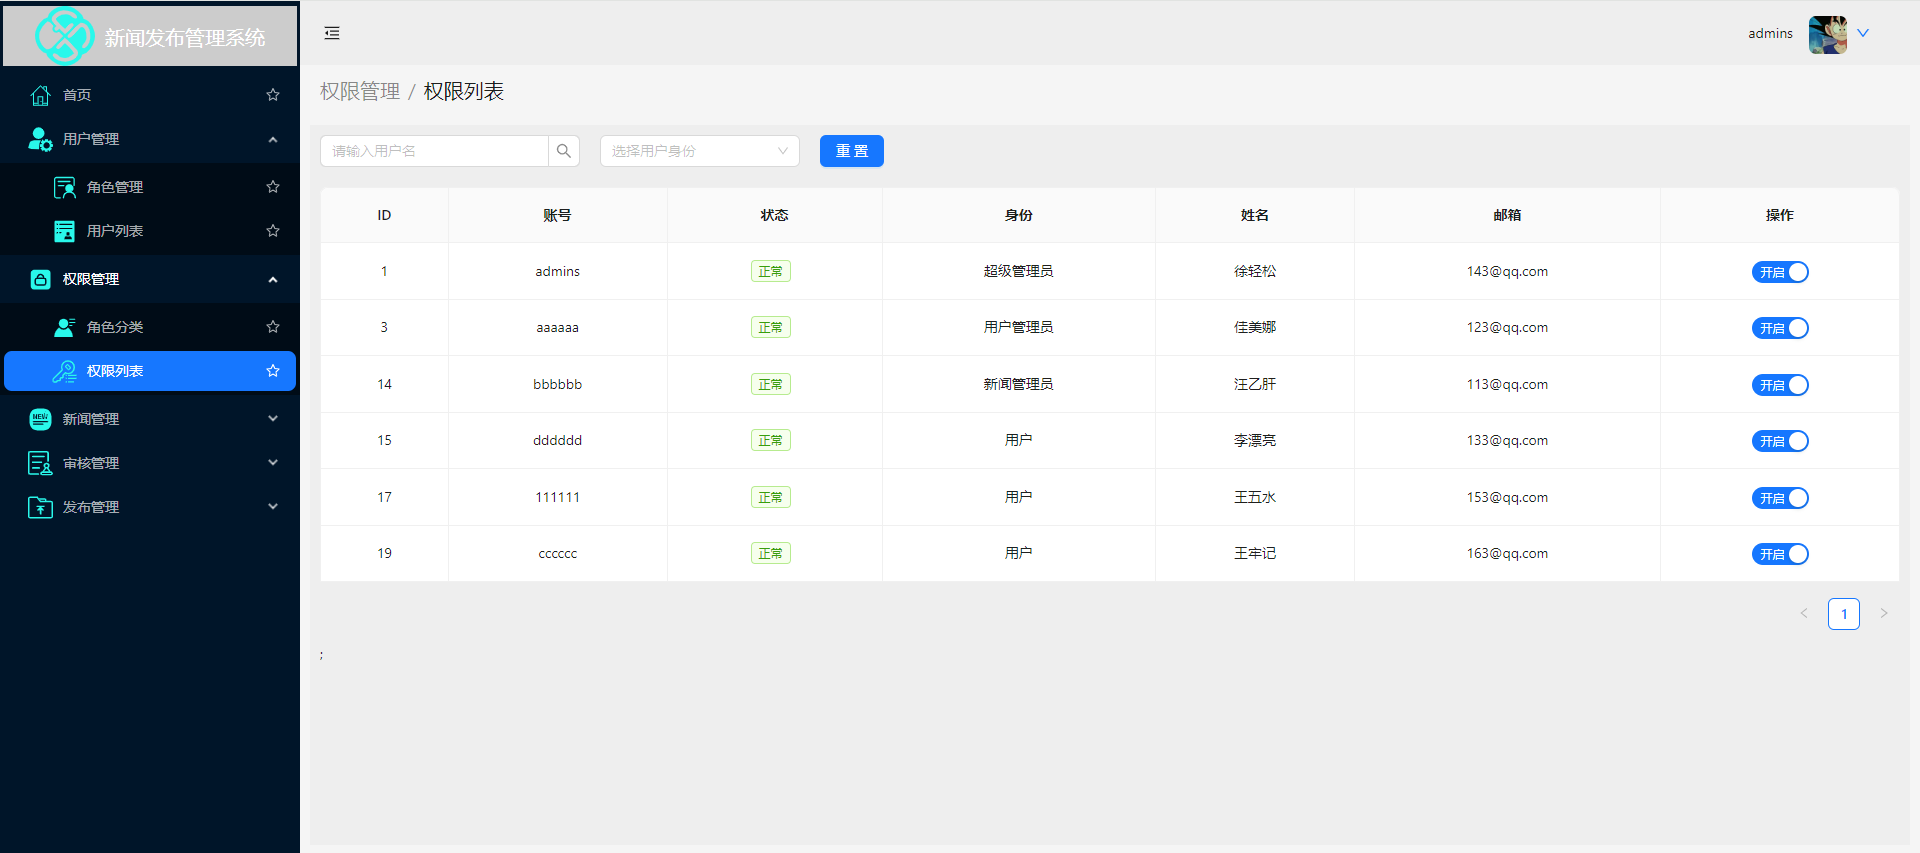 新闻发布管理系统
首页
用户管理
角色管理
用户列表
权限管理
角色分类
权限列表
新闻管理
审核管理
发布管理
admins
权限管理 / 权限列表
请输入用户名 选择用户身份 重 置
ID 账号 状态 身份 姓名 邮箱 操作
1 admins 正常 超级管理员 徐轻松 143@qq.com 开启
3 aaaaaa 正常 用户管理员 佳美娜 123@qq.com 开启
14 bbbbbb 正常 新闻管理员 汪乙肝 113@qq.com 开启
15 dddddd 正常 用户 李漂亮 133@qq.com 开启
17 111111 正常 用户 王五水 153@qq.com 开启
19 cccccc 正常 用户 王牢记 163@qq.com 开启
< 1 >
;